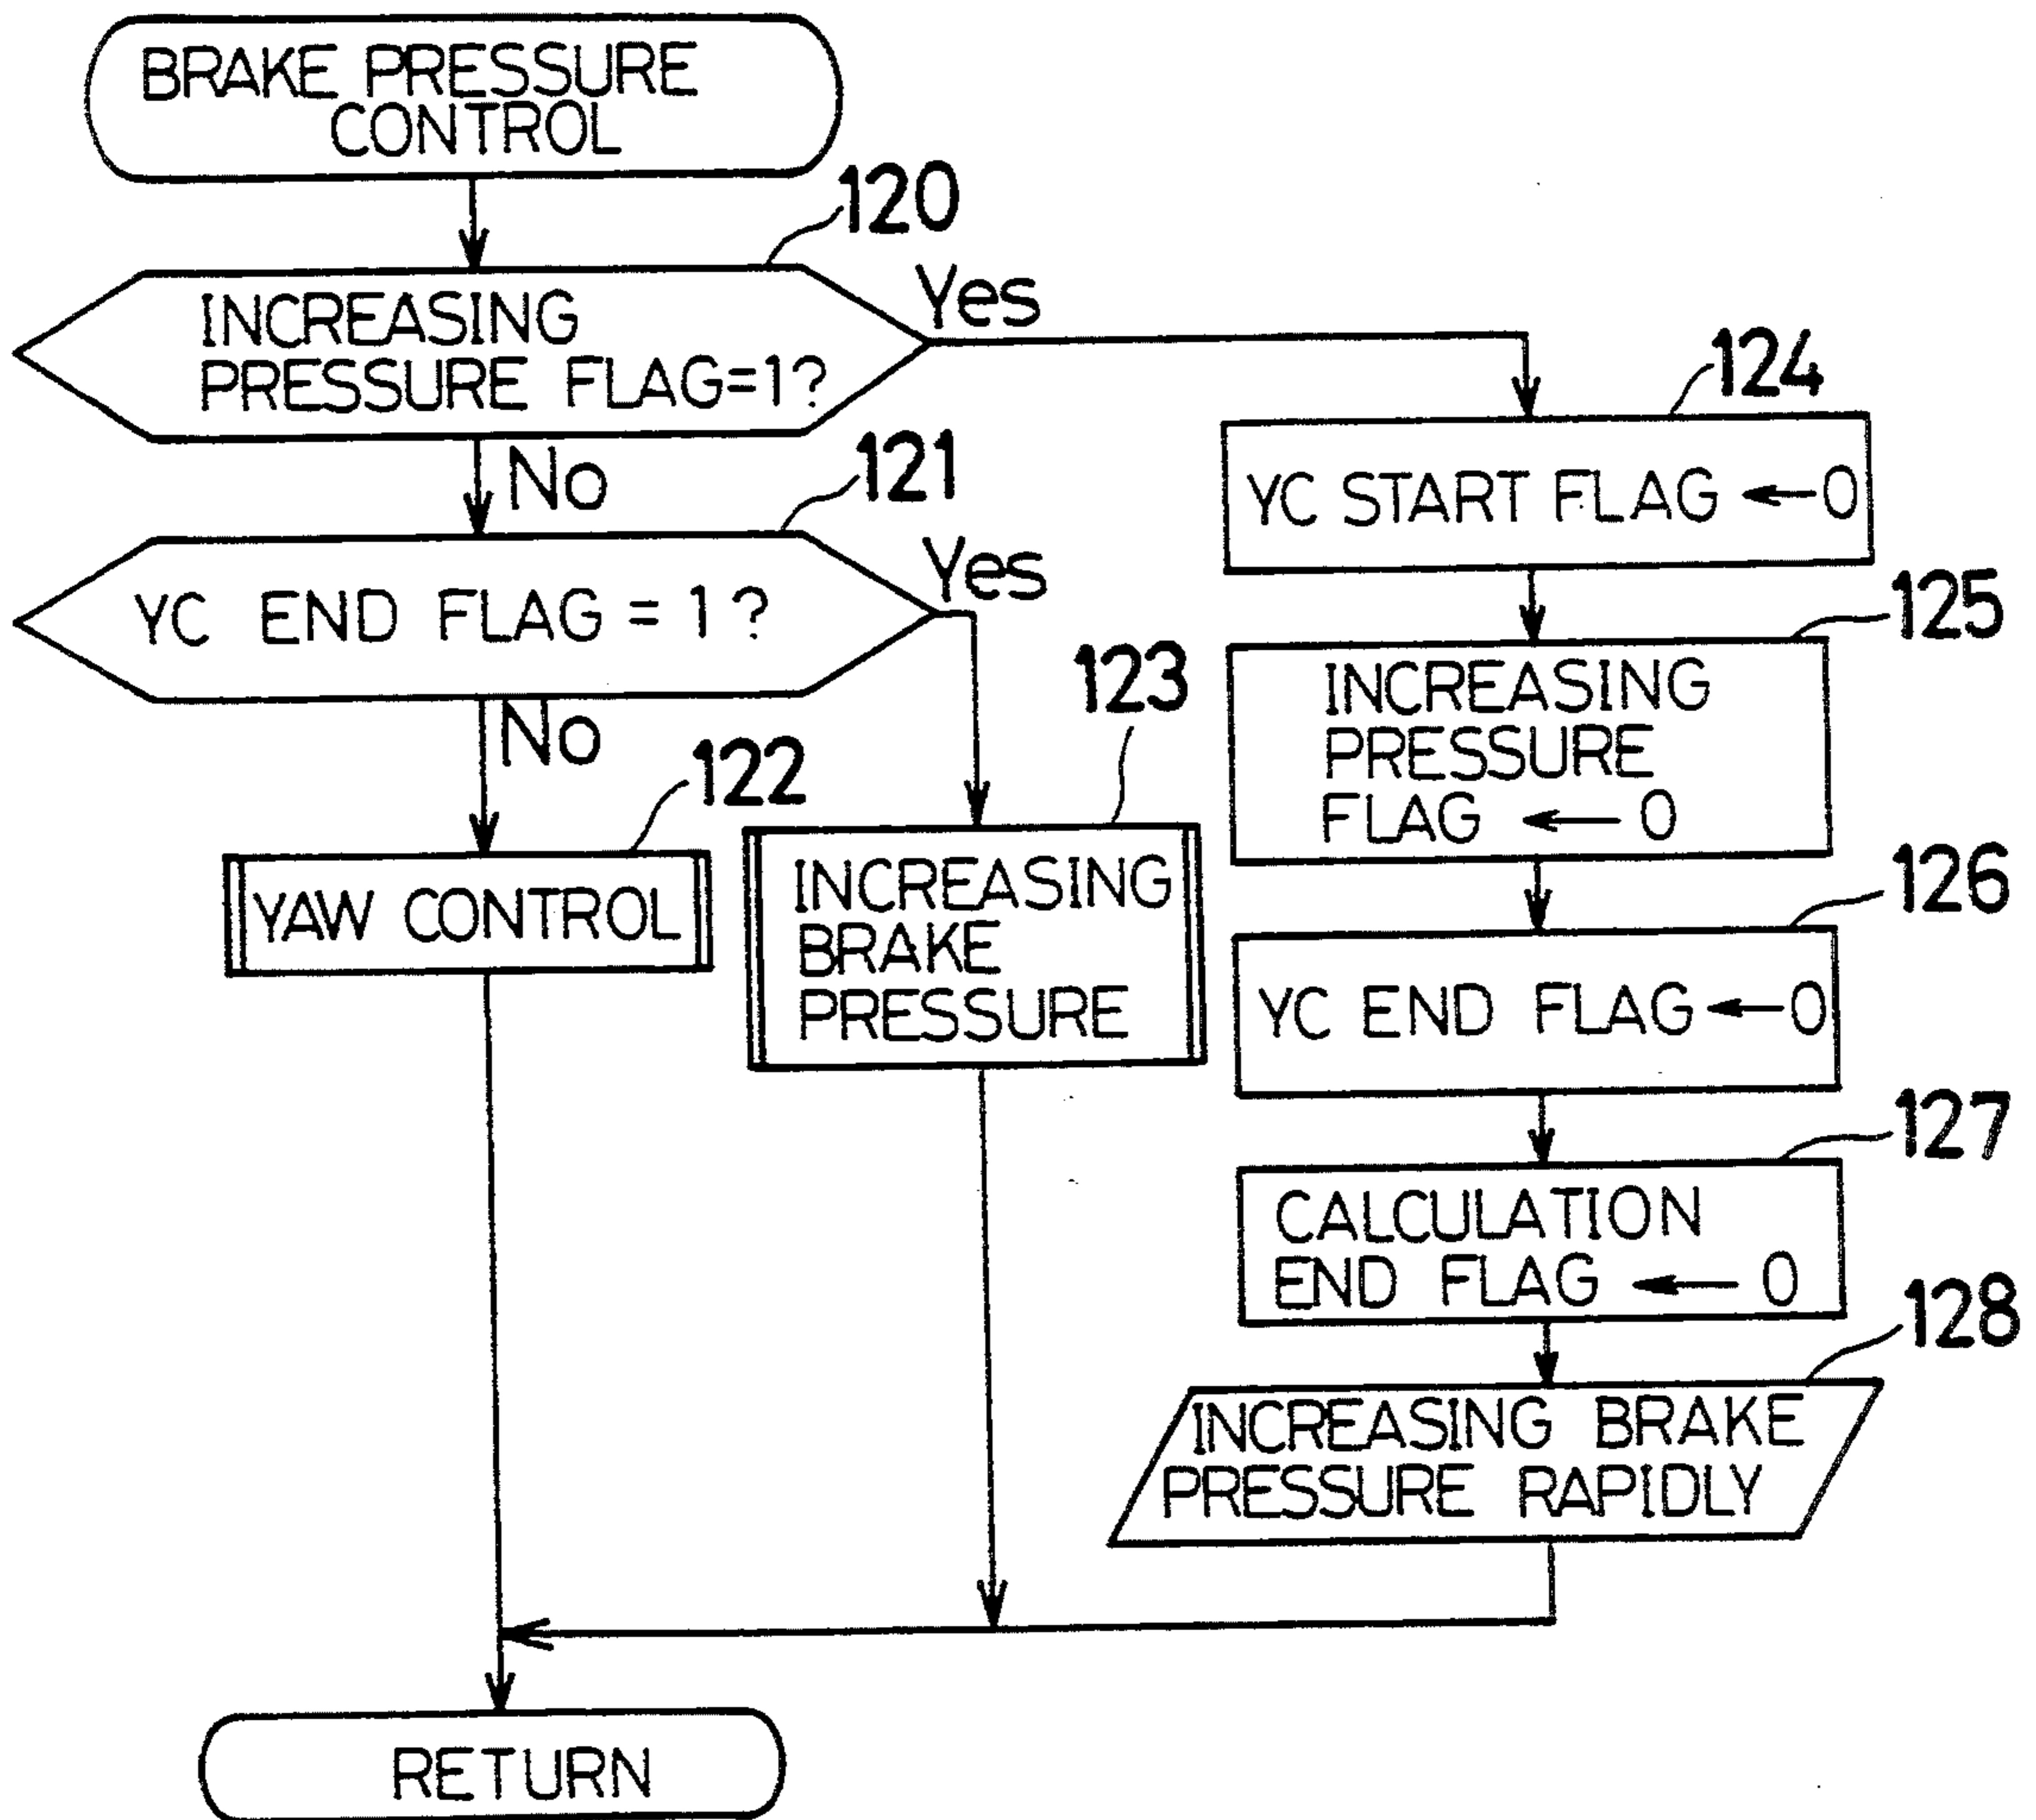 BRAKE PRESSURE
CONTROL
120
INCREASING
PRESSURE FLAG=1?
Yes
No
121
YC END FLAG = 1?
Yes
No
122
YAW CONTROL
123
INCREASING
BRAKE
PRESSURE
124
YC START FLAG ←0
125
INCREASING
PRESSURE
FLAG ← 0
126
YC END FLAG ←0
127
CALCULATION
END FLAG ← 0
128
INCREASING BRAKE
PRESSURE RAPIDLY
RETURN